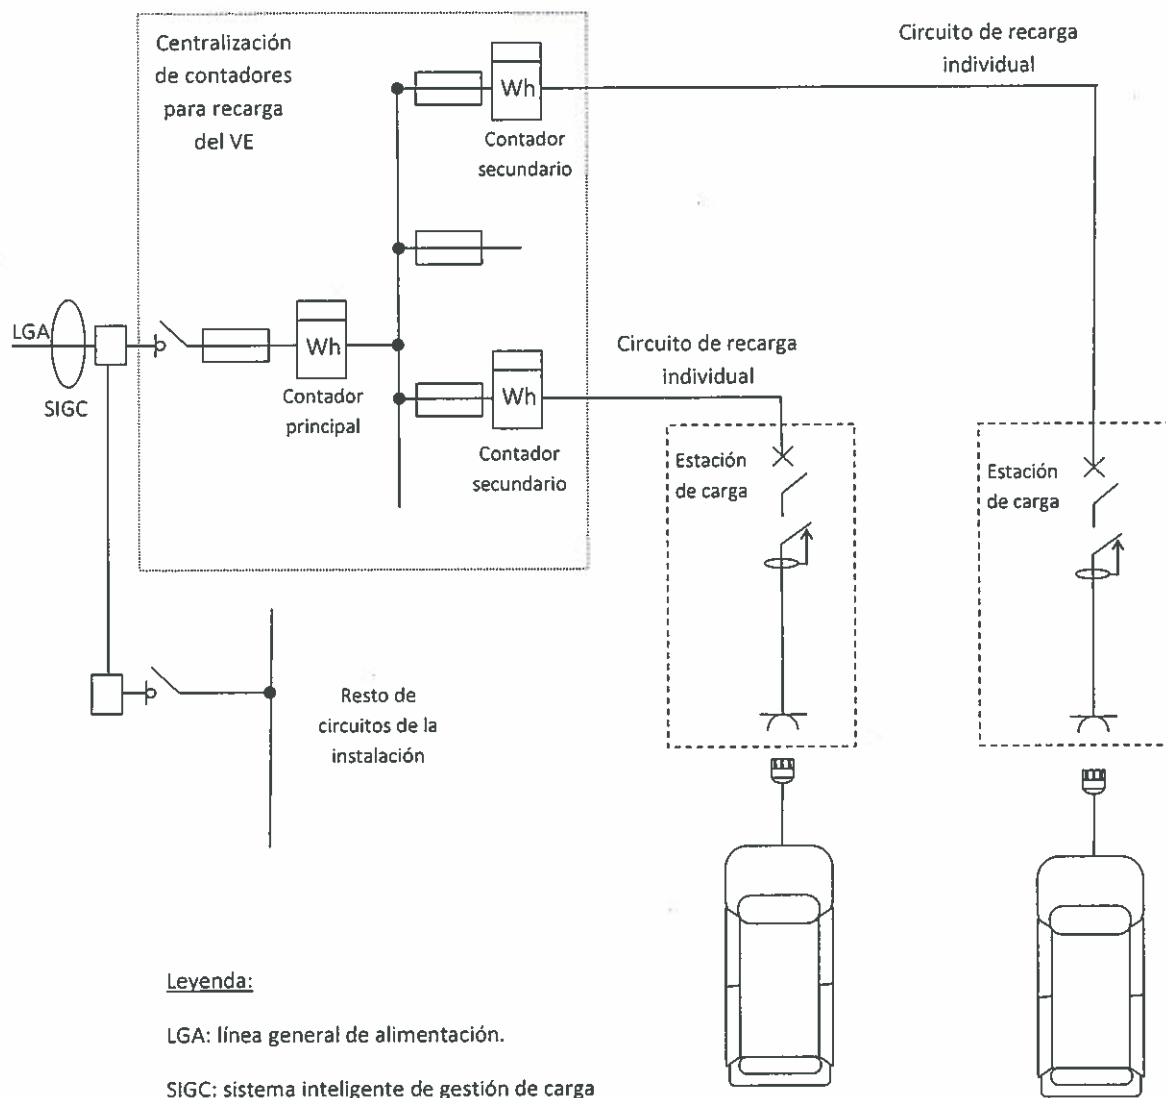 Centralización
de contadores
para recarga
del VE
Wh
Contador
secundario
Circuito de recarga
individual
LGA
SIGC
Wh
Contador
principal
Wh
Contador
secundario
Circuito de recarga
individual
Estación
de carga
Estación
de carga
Resto de
circuitos de la
instalación
Leyenda:
LGA: línea general de alimentación.
SIGC: sistema inteligente de gestión de carga